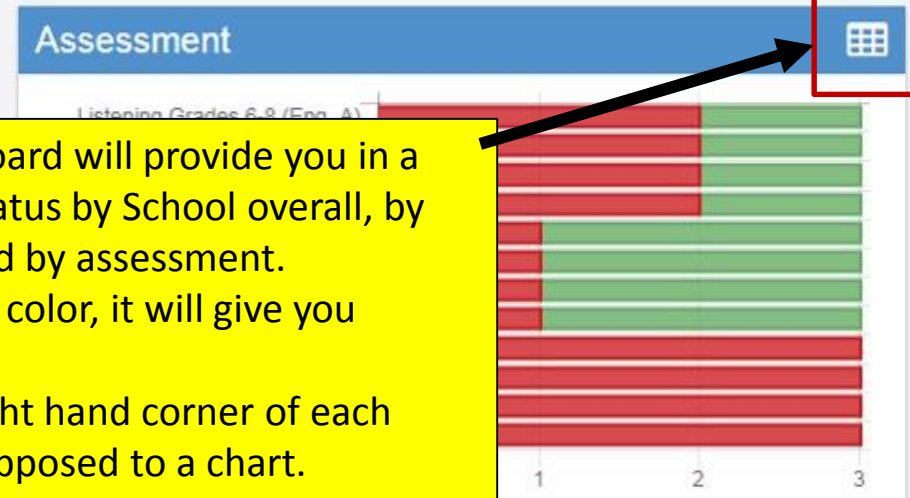 Assessment
Listening Grades 6-8 (Eng. A)
oard will provide you in a
atus by School overall, by
d by assessment.
color, it will give you
ght hand corner of each
pposed to a chart.
1 2 3